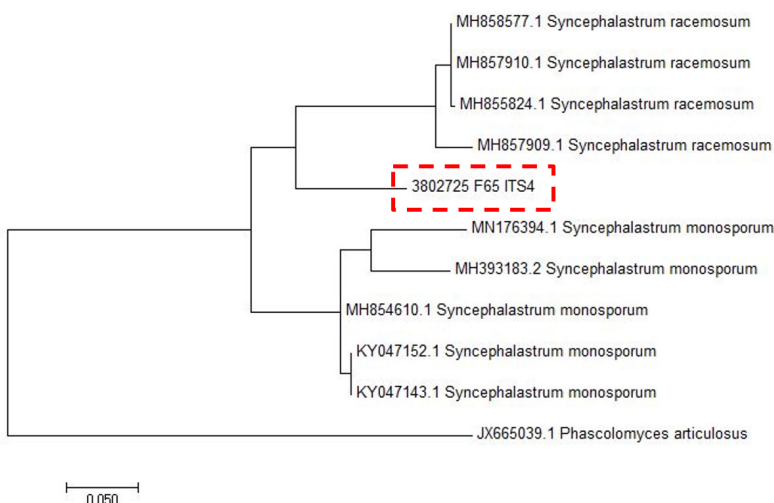 MH858577.1 Syncephalastrum racemosum
MH857910.1 Syncephalastrum racemosum
MH855824.1 Syncephalastrum racemosum
MH857909.1 Syncephalastrum racemosum
3802725 F65 ITS4
MN176394.1 Syncephalastrum monosporum
MH393183.2 Syncephalastrum monosporum
MH854610.1 Syncephalastrum monosporum
KY047152.1 Syncephalastrum monosporum
KY047143.1 Syncephalastrum monosporum
JX665039.1 Phascolomyces articulosus
0.050